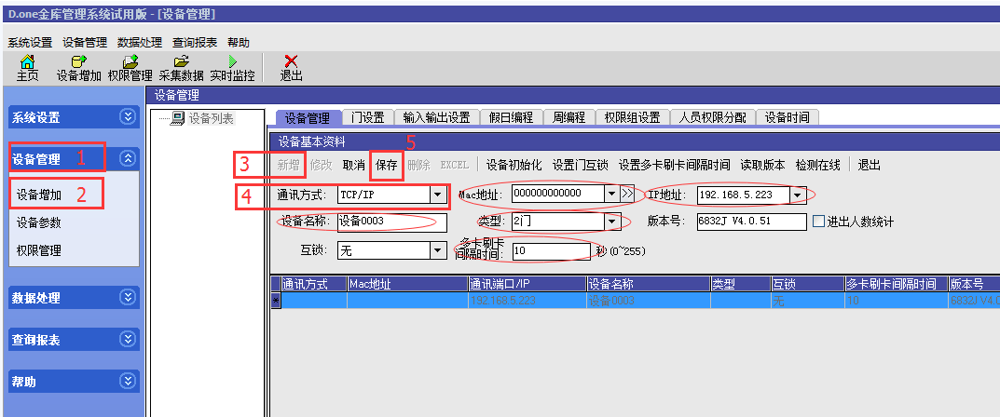 D.one金库管理系统试用版 - [设备管理]
系统设置 设备管理 数据处理 查询报表 帮助
主页 设备增加 权限管理 采集数据 实时监控 退出
系统设置
设备管理 1
设备增加 2
设备参数
权限管理
数据处理
查询报表
帮助
设备管理
设备列表
设备管理 门设置 输入输出设置 假日编程 周编程 权限组设置 人员权限分配 设备时间
设备基本资料
5
3 新增 修改 取消 保存 删除 EXCEL 设备初始化 设置门互锁 设置多卡刷卡间隔时间 读取版本 检测在线 退出
4 通讯方式: TCP/IP Mac地址: 000000000000 >> IP地址: 192.168.5.223
设备名称: 设备0003 类型: 2门 版本号: 6832J V4.0.51 进出人数统计
互锁: 无 多卡刷卡
间隔时间: 10 秒(0~255)
通讯方式 Mac地址 通讯端口/IP 设备名称 类型 互锁 多卡刷卡间隔时间 版本号
* 192.168.5.223 设备0003 无 10 6832J V4.0